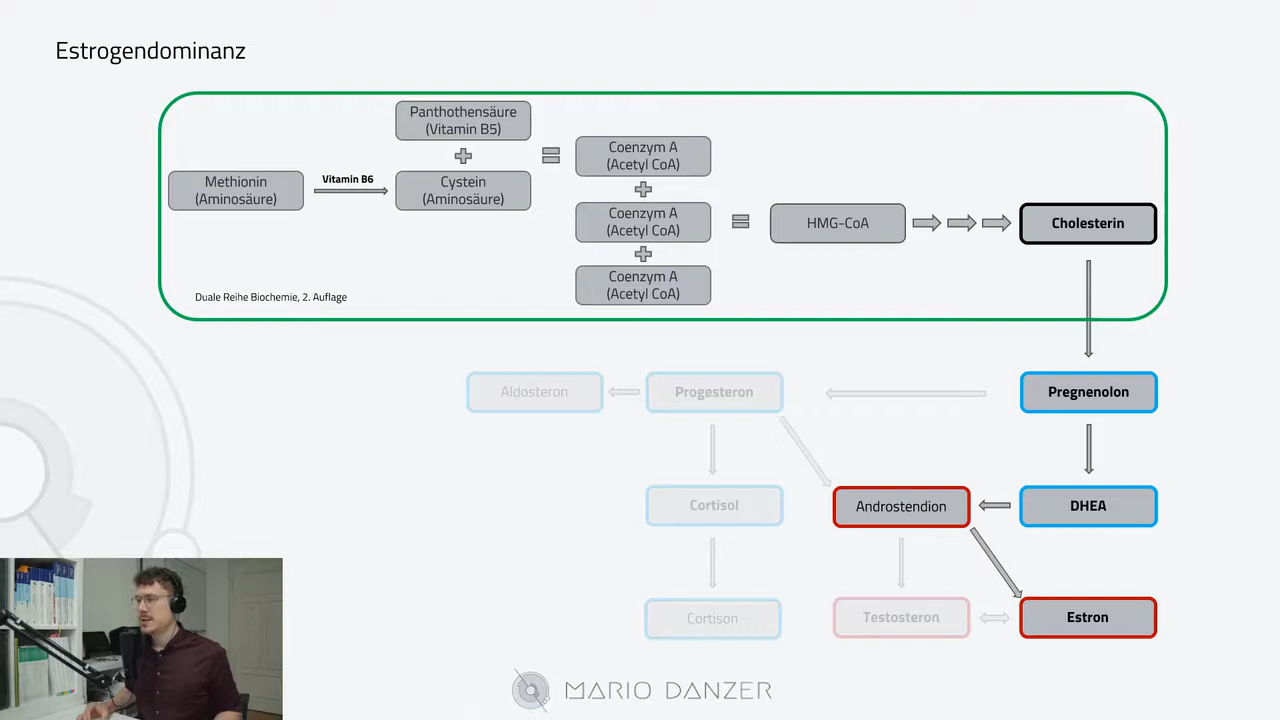 Estrogendominanz
Panthothensäure
(Vitamin B5)
Methionin
(Aminosäure)
Vitamin B6
Cystein
(Aminosäure)
Coenzym A
(Acetyl CoA)
Coenzym A
(Acetyl CoA)
Coenzym A
(Acetyl CoA)
HMG-CoA
Cholesterin
Duale Reihe Biochemie, 2. Auflage
Aldosteron
Progesteron
Pregnenolon
Cortisol
Androstendion
DHEA
Cortison
Testosteron
Estron
MARIO DANZER